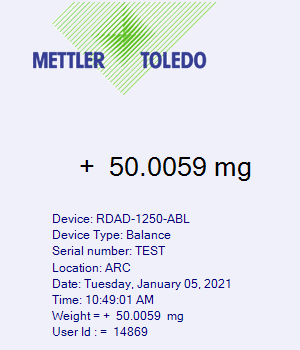 METTLER TOLEDO
+ 50.0059 mg
Device: RDAD-1250-ABL
Device Type: Balance
Serial number: TEST
Location: ARC
Date: Tuesday, January 05, 2021
Time: 10:49:01 AM
Weight = + 50.0059 mg
User Id : = 14869